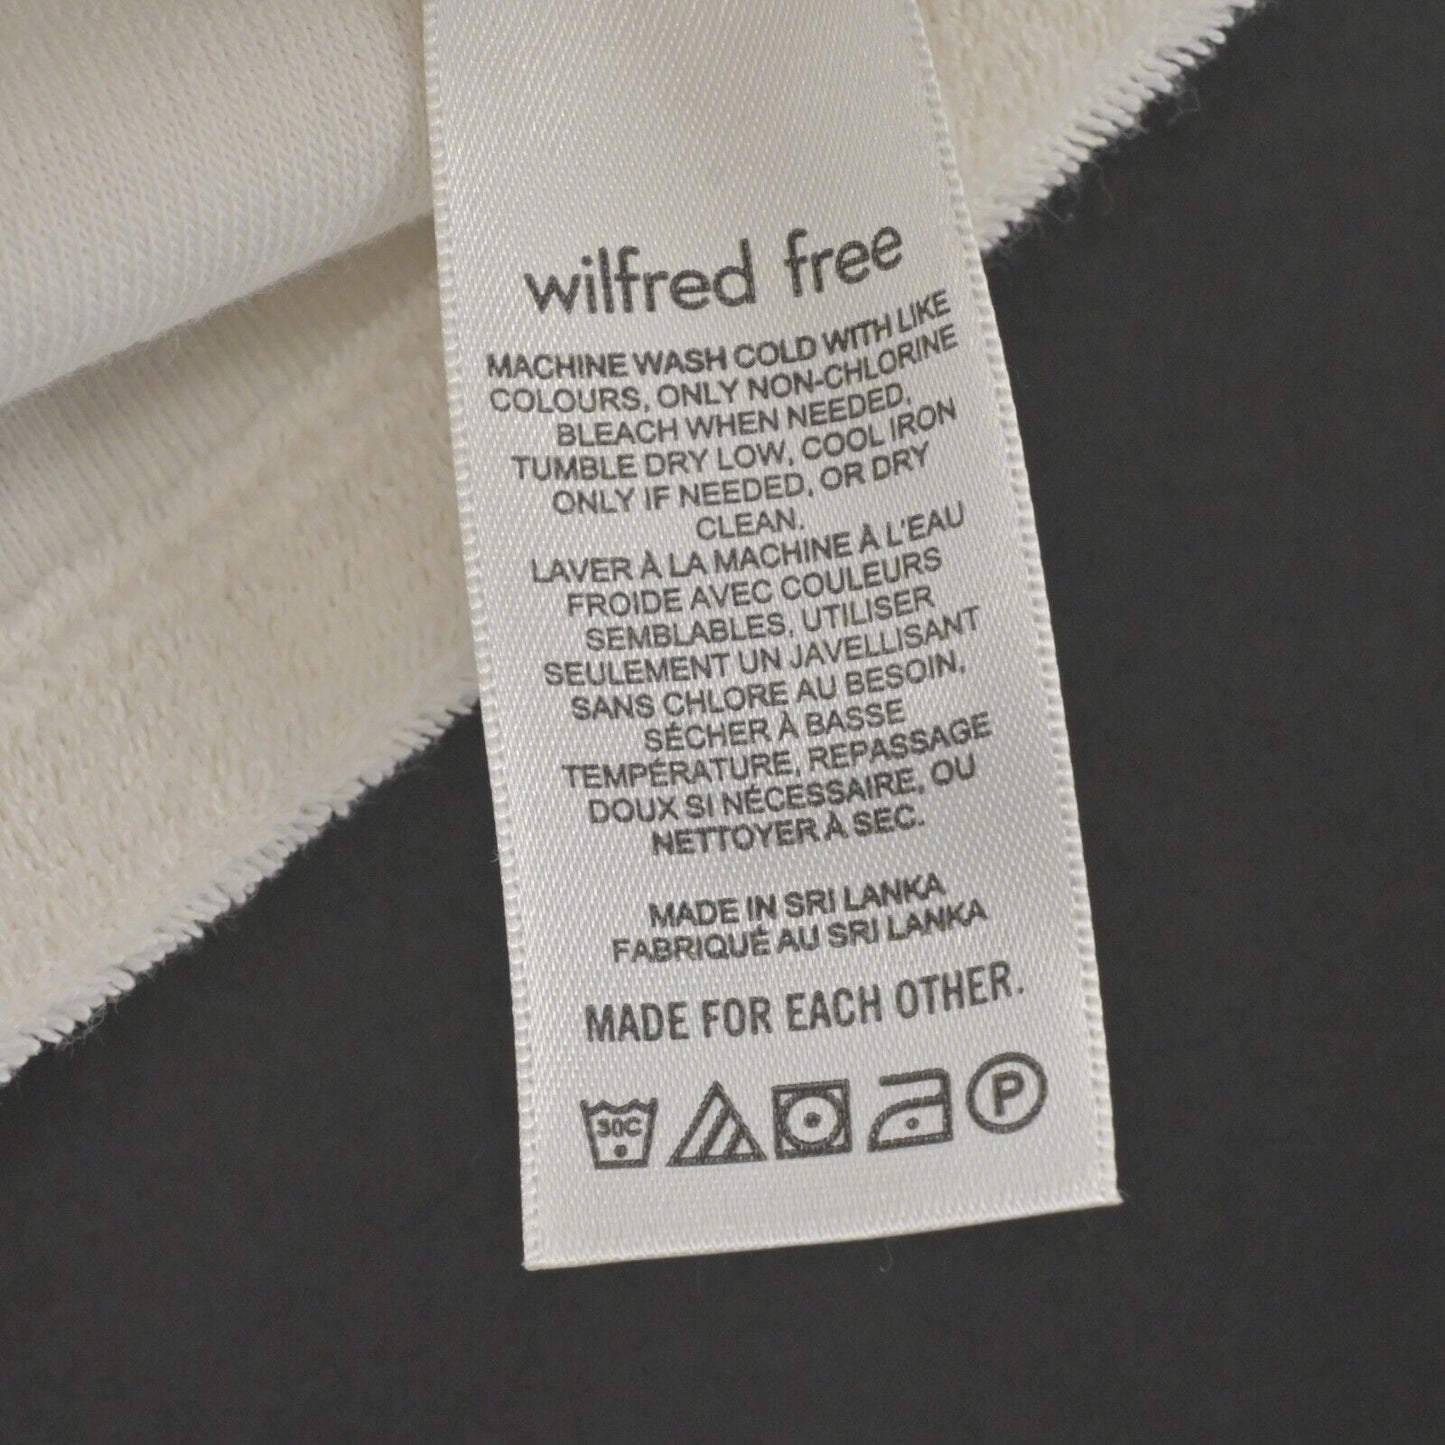 wilfred free
MACHINE WASH COLD WITH LIKE
COLOURS, ONLY NON-CHLORINE
BLEACH WHEN NEEDED,
TUMBLE DRY LOW, COOL IRON
ONLY IF NEEDED, OR DRY
CLEAN.
LAVER À LA MACHINE À L'EAU
FROIDE AVEC COULEURS
SEMBLABLES, UTILISER
SEULEMENT UN JAVELLISANT
SANS CHLORE AU BESOIN,
SÉCHER À BASSE
TEMPÉRATURE, REPASSAGE
DOUX SI NÉCESSAIRE, OU
NETTOYER À SEC.
MADE IN SRI LANKA
FABRIQUÉ AU SRI LANKA
MADE FOR EACH OTHER.
30C P